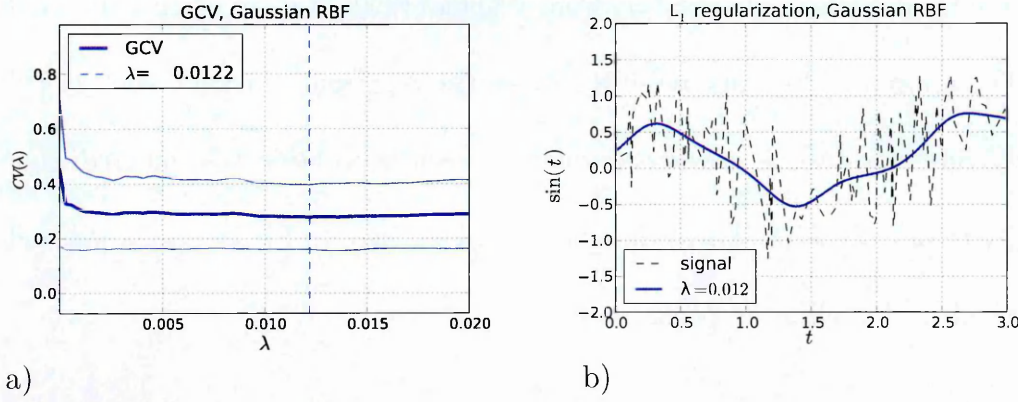 GCV, Gaussian RBF
GCV
λ= 0.0122
CV(λ)
0.8
0.6
0.4
0.2
0.0
0.005
0.010
0.015
0.020
λ
a)
L₁ regularization, Gaussian RBF
2.0
1.5
1.0
0.5
0.0
−0.5
−1.0
−1.5
−2.0
sin(t)
signal
λ=0.012
0.0
0.5
1.0
1.5
2.0
2.5
3.0
t
b)